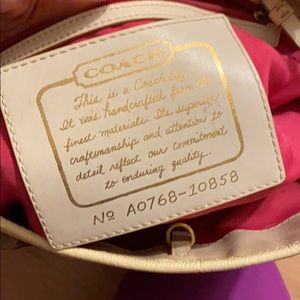 COACH
This is a Coach bag.
It was handcrafted from the
finest materials. Its superior
craftsmanship and attention to
detail reflect our commitment
to enduring quality.
No A0768-10858